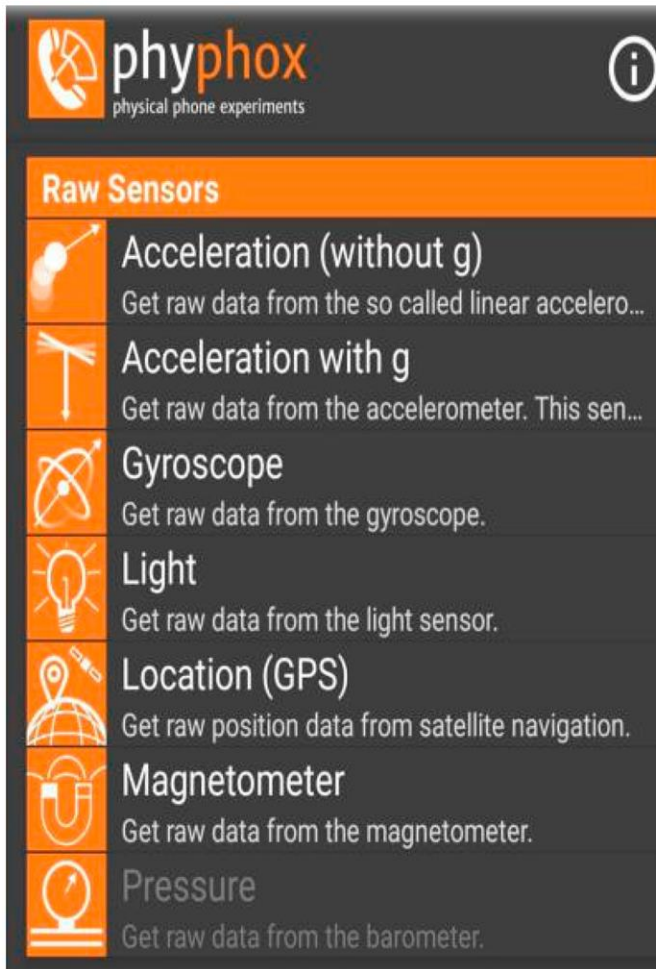 phyphox
physical phone experiments
Raw Sensors
Acceleration (without g)
Get raw data from the so called linear accelero...
Acceleration with g
Get raw data from the accelerometer. This sen...
Gyroscope
Get raw data from the gyroscope.
Light
Get raw data from the light sensor.
Location (GPS)
Get raw position data from satellite navigation.
Magnetometer
Get raw data from the magnetometer.
Pressure
Get raw data from the barometer.